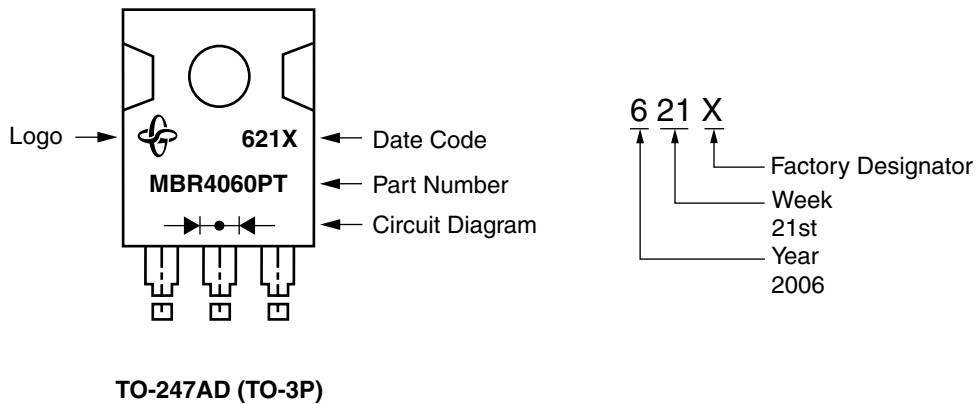 Logo
621X
Date Code
MBR4060PT
Part Number
Circuit Diagram
TO-247AD (TO-3P)
6 21 X
Factory Designator
Week
21st
Year
2006